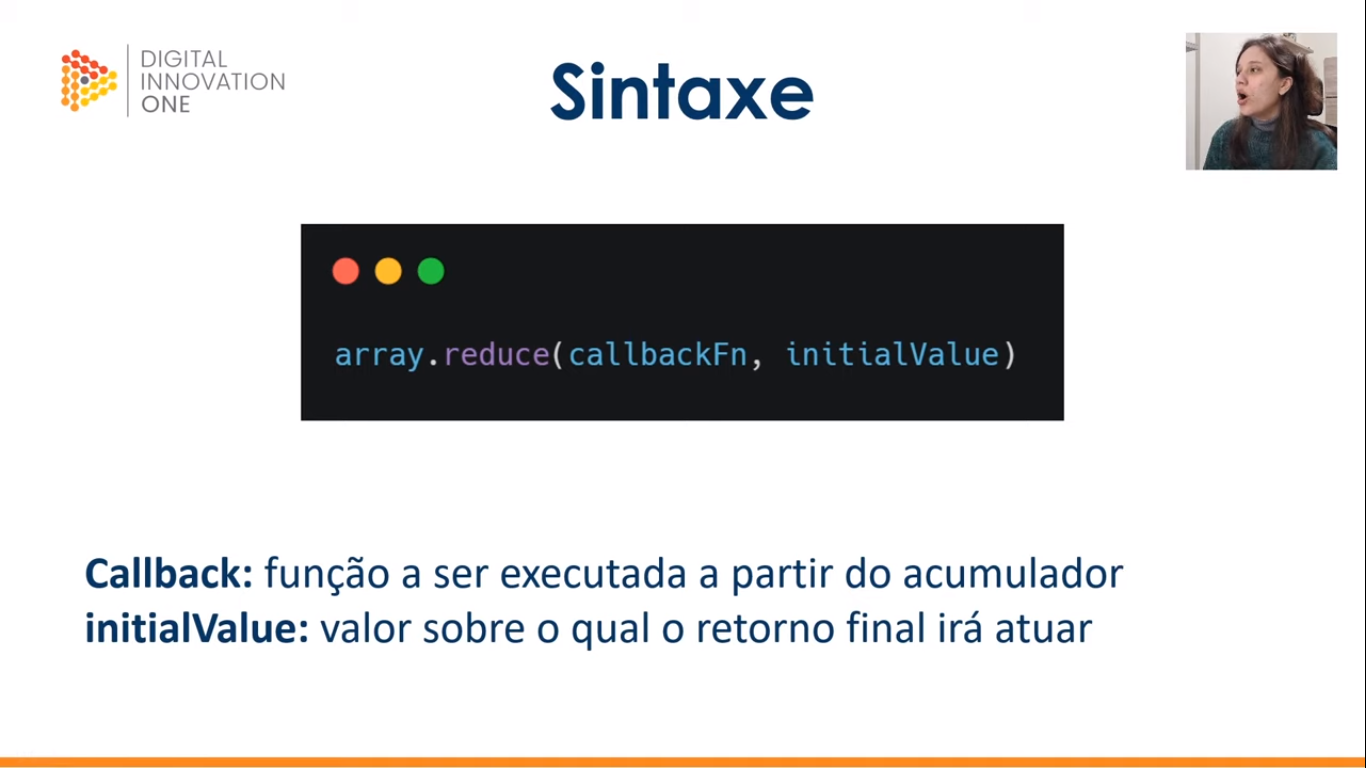 DIGITAL
INNOVATION
ONE
Sintaxe
array.reduce(callbackFn, initialValue)
Callback: função a ser executada a partir do acumulador
initialValue: valor sobre o qual o retorno final irá atuar